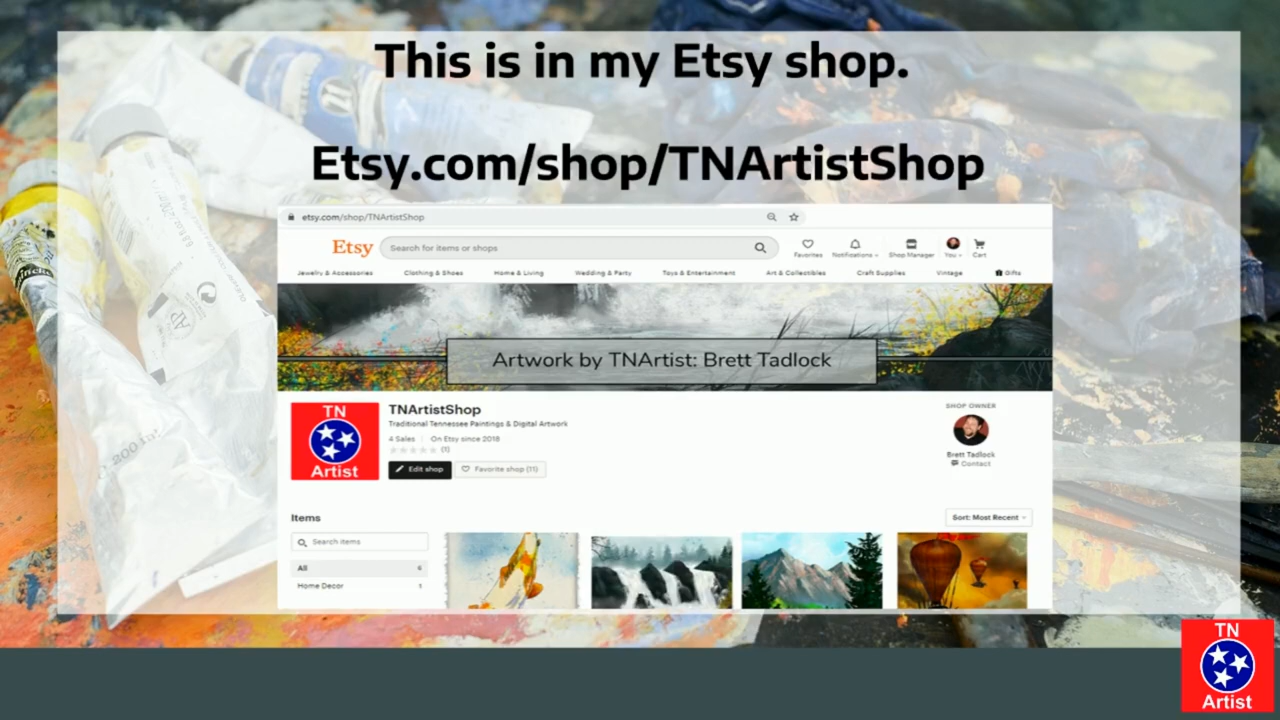 This is in my Etsy shop.
Etsy.com/shop/TNArtistShop
etsy.com/shop/TNArtistShop
Etsy
Search for items or shops
Favorites
Notifications
Shop Manager
You
Cart
Jewelry & Accessories
Clothing & Shoes
Home & Living
Wedding & Party
Toys & Entertainment
Art & Collectibles
Craft Supplies
Vintage
Gifts
Artwork by TNArtist: Brett Tadlock
TN
Artist
TNArtistShop
Traditional Tennessee Paintings & Digital Artwork
4 Sales
On Etsy since 2018
(1)
Edit shop
Favorite shop (11)
SHOP OWNER
Brett Tadlock
Contact
Items
Sort: Most Recent
Search items
All 6
Home Decor 1
TN
Artist